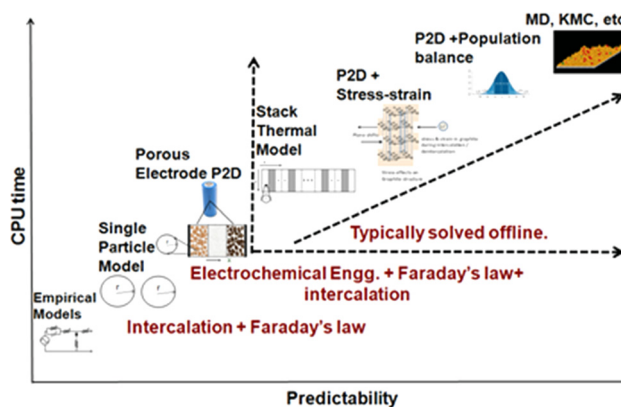 MD, KMC, etc
P2D +Population
balance
P2D +
Stress-strain
Stack
Thermal
Model
Porous
Electrode P2D
Single
Particle
Model
Empirical
Models
Typically solved offline.
Electrochemical Engg. + Faraday's law+
intercalation
Intercalation + Faraday's law
CPU time
Predictability